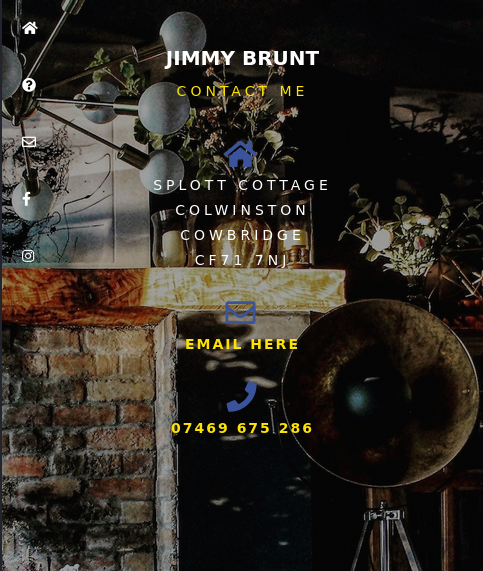 JIMMY BRUNT
CONTACT ME
SPLOTT COTTAGE
COLWINSTON
COWBRIDGE
CF71 7NJ
EMAIL HERE
07469 675 286